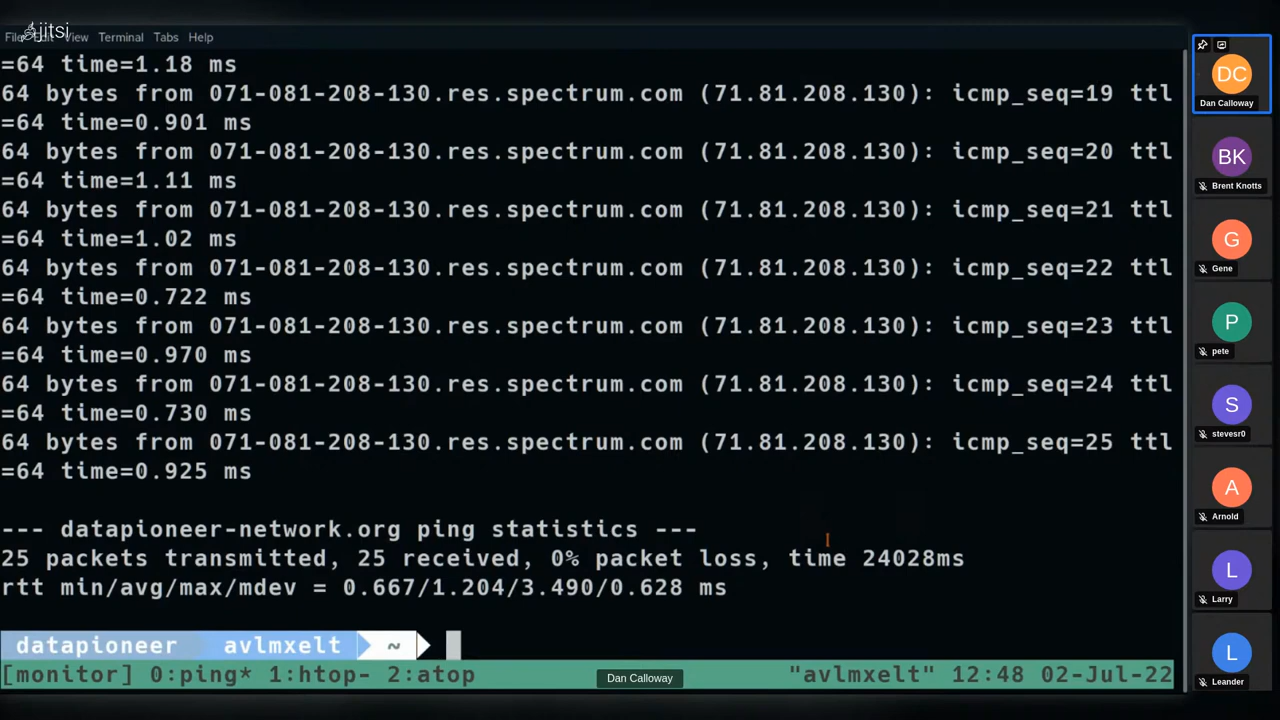 jitsi
File Edit View Terminal Tabs Help
=64 time=1.18 ms
64 bytes from 071-081-208-130.res.spectrum.com (71.81.208.130): icmp_seq=19 ttl
=64 time=0.901 ms
64 bytes from 071-081-208-130.res.spectrum.com (71.81.208.130): icmp_seq=20 ttl
=64 time=1.11 ms
64 bytes from 071-081-208-130.res.spectrum.com (71.81.208.130): icmp_seq=21 ttl
=64 time=1.02 ms
64 bytes from 071-081-208-130.res.spectrum.com (71.81.208.130): icmp_seq=22 ttl
=64 time=0.722 ms
64 bytes from 071-081-208-130.res.spectrum.com (71.81.208.130): icmp_seq=23 ttl
=64 time=0.970 ms
64 bytes from 071-081-208-130.res.spectrum.com (71.81.208.130): icmp_seq=24 ttl
=64 time=0.730 ms
64 bytes from 071-081-208-130.res.spectrum.com (71.81.208.130): icmp_seq=25 ttl
=64 time=0.925 ms
--- datapioneer-network.org ping statistics ---
25 packets transmitted, 25 received, 0% packet loss, time 24028ms
rtt min/avg/max/mdev = 0.667/1.204/3.490/0.628 ms
datapioneer avlmxelt ~
[monitor] 0:ping* 1:htop- 2:atop "avlmxelt" 12:48 02-Jul-22
Dan Calloway
DC
Dan Calloway
BK
Brent Knotts
G
Gene
P
pete
S
stevesr0
A
Arnold
L
Larry
L
Leander